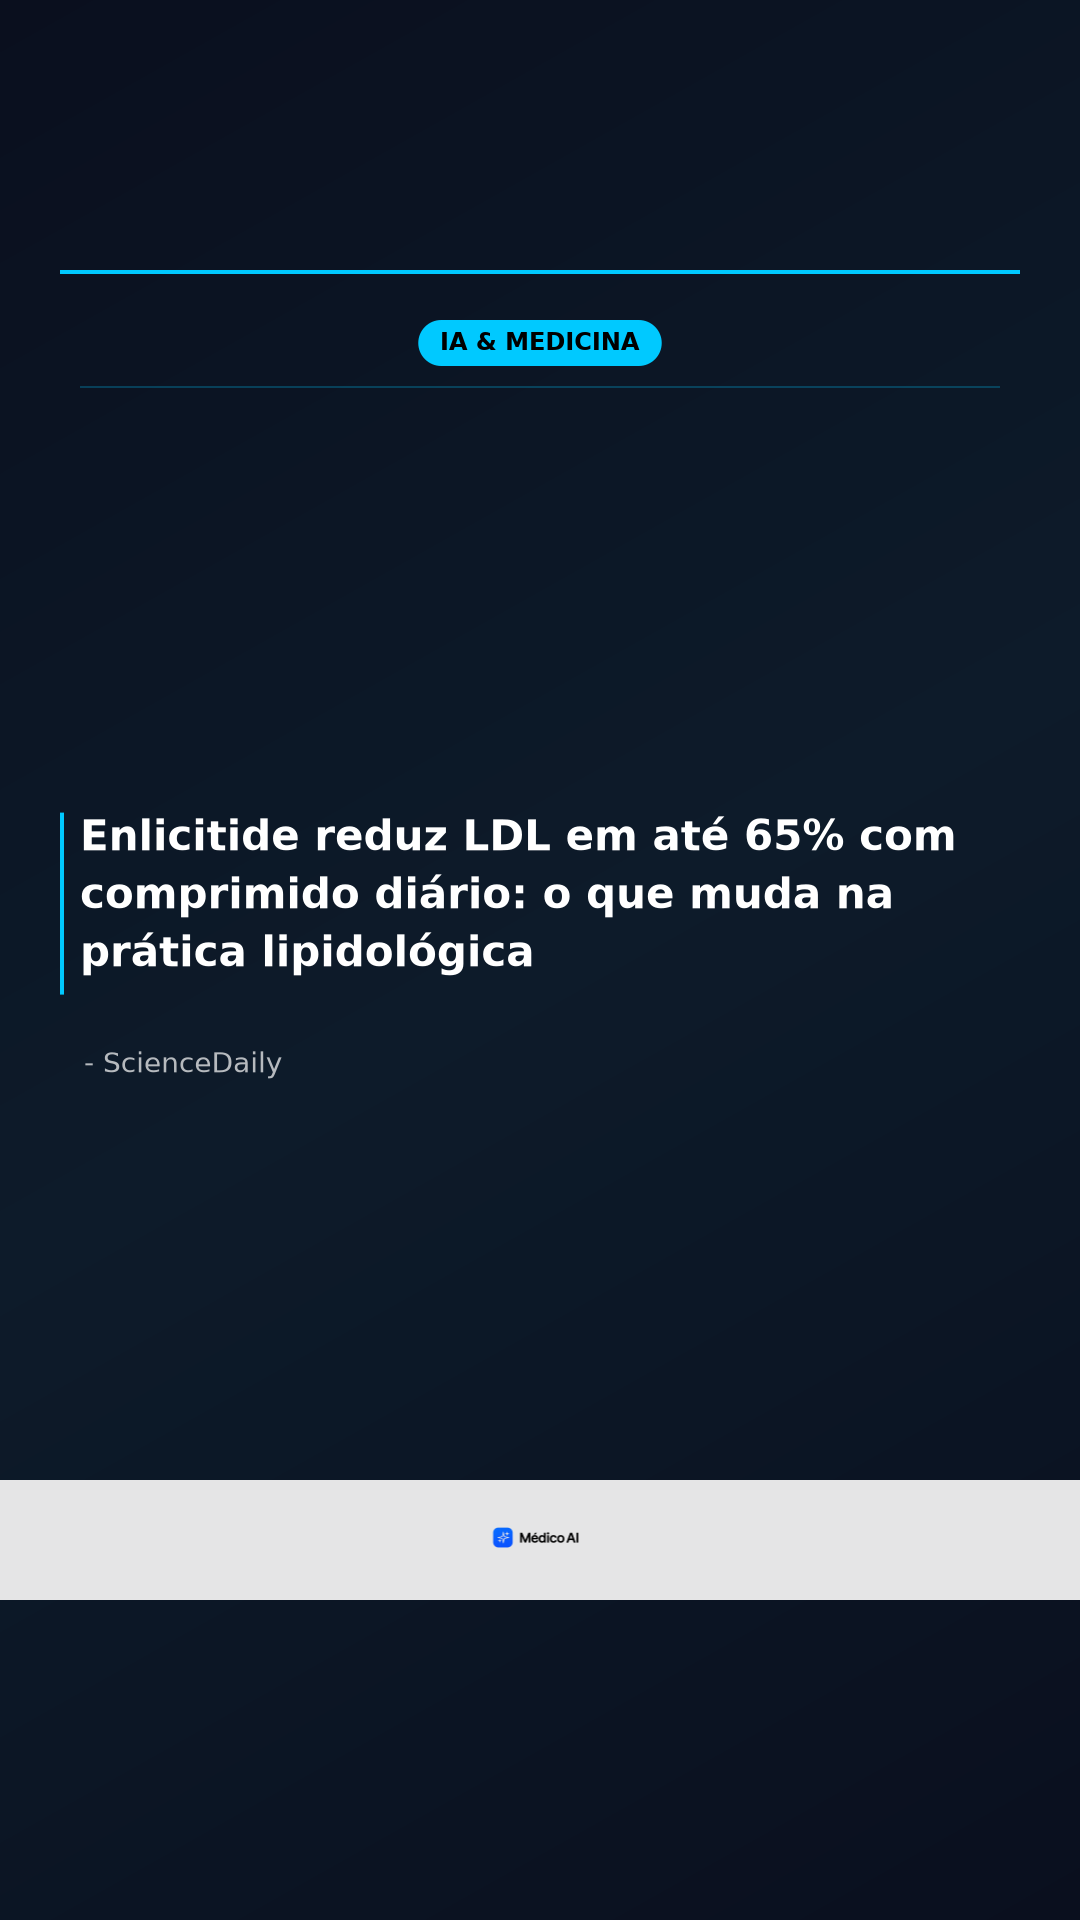 IA & MEDICINA
Enlicitide reduz LDL em até 65% com
comprimido diário: o que muda na
prática lipidológica
- ScienceDaily
Médico AI